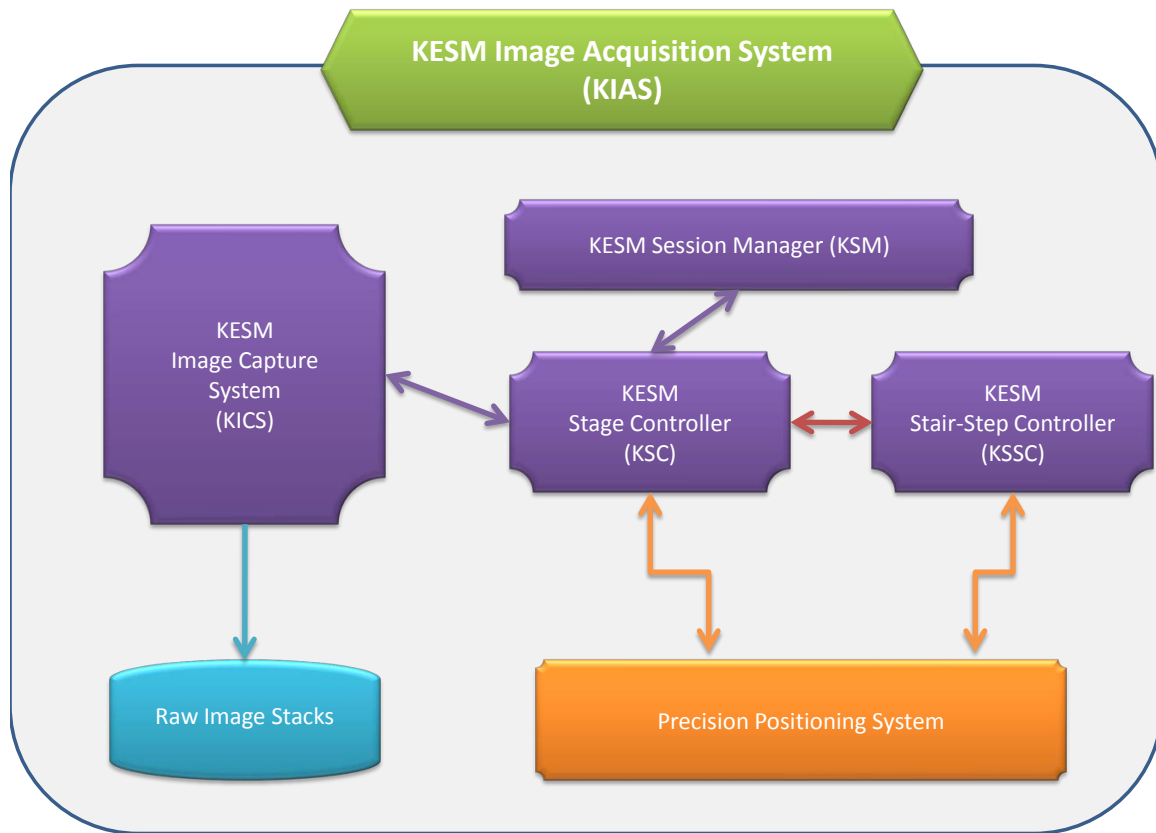 KESM Image Acquisition System
(KIAS)
KESM Session Manager (KSM)
KESM
Image Capture
System
(KICS)
KESM
Stage Controller
(KSC)
KESM
Stair-Step Controller
(KSSC)
Raw Image Stacks
Precision Positioning System